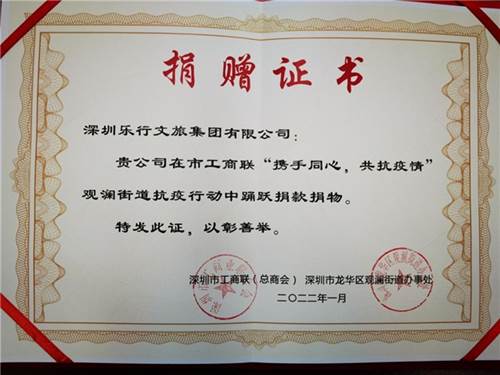 捐赠证书
深圳乐行文旅集团有限公司：
贵公司在市工商联“携手同心，共抗疫情”
观澜街道抗疫行动中踊跃捐款捐物。
特发此证，以彰善举。
深圳市工商联（总商会） 深圳市龙华区观澜街道办事处
二〇二二年一月